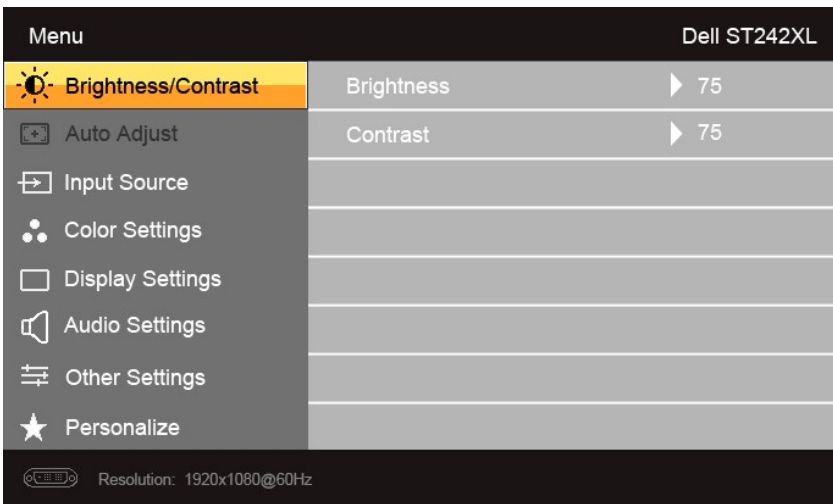 Menu Dell ST242XL
Brightness/Contrast Brightness 75
Auto Adjust Contrast 75
Input Source
Color Settings
Display Settings
Audio Settings
Other Settings
Personalize
Resolution: 1920x1080@60Hz